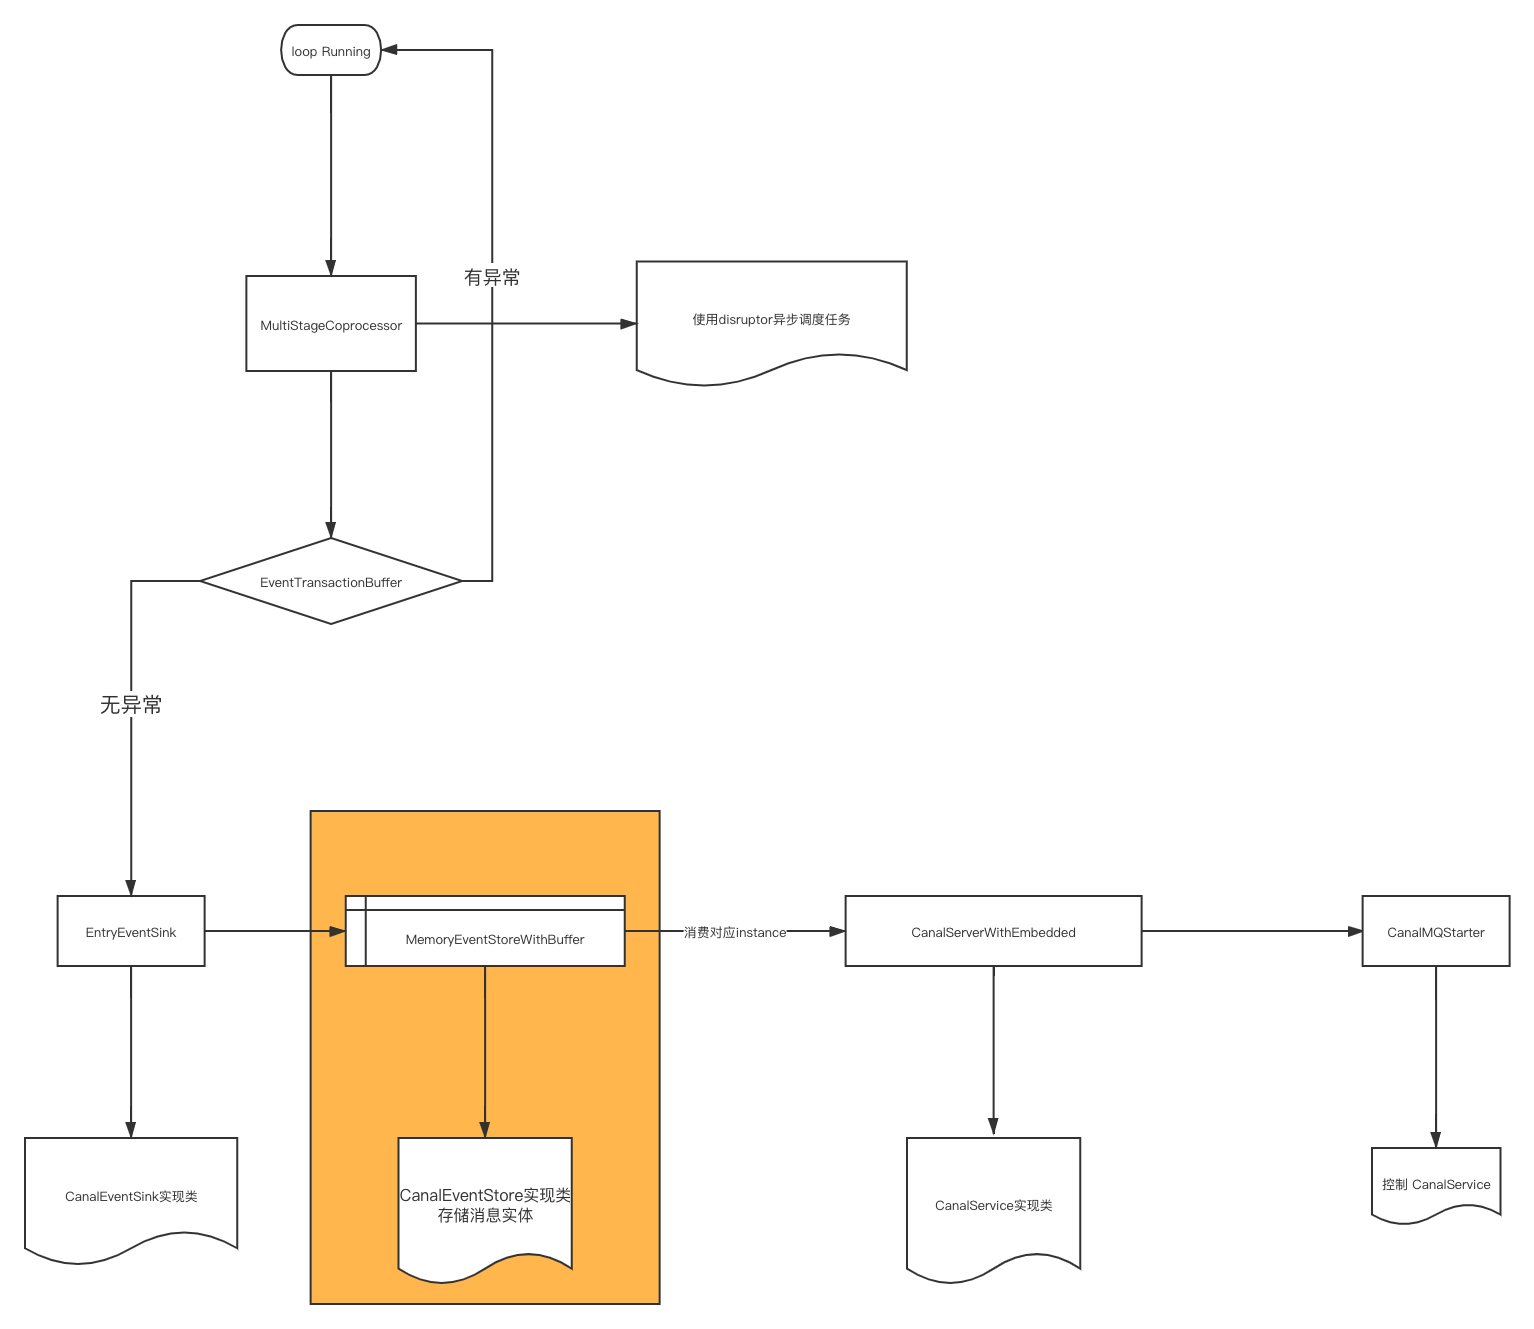 loop Running
有异常
MultiStageCoprocessor
使用disruptor异步调度任务
EventTransactionBuffer
无异常
EntryEventSink
MemoryEventStoreWithBuffer
消费对应instance
CanalServerWithEmbedded
CanalMQStarter
CanalEventSink实现类
CanalEventStore实现类
存储消息实体
CanalService实现类
控制 CanalService